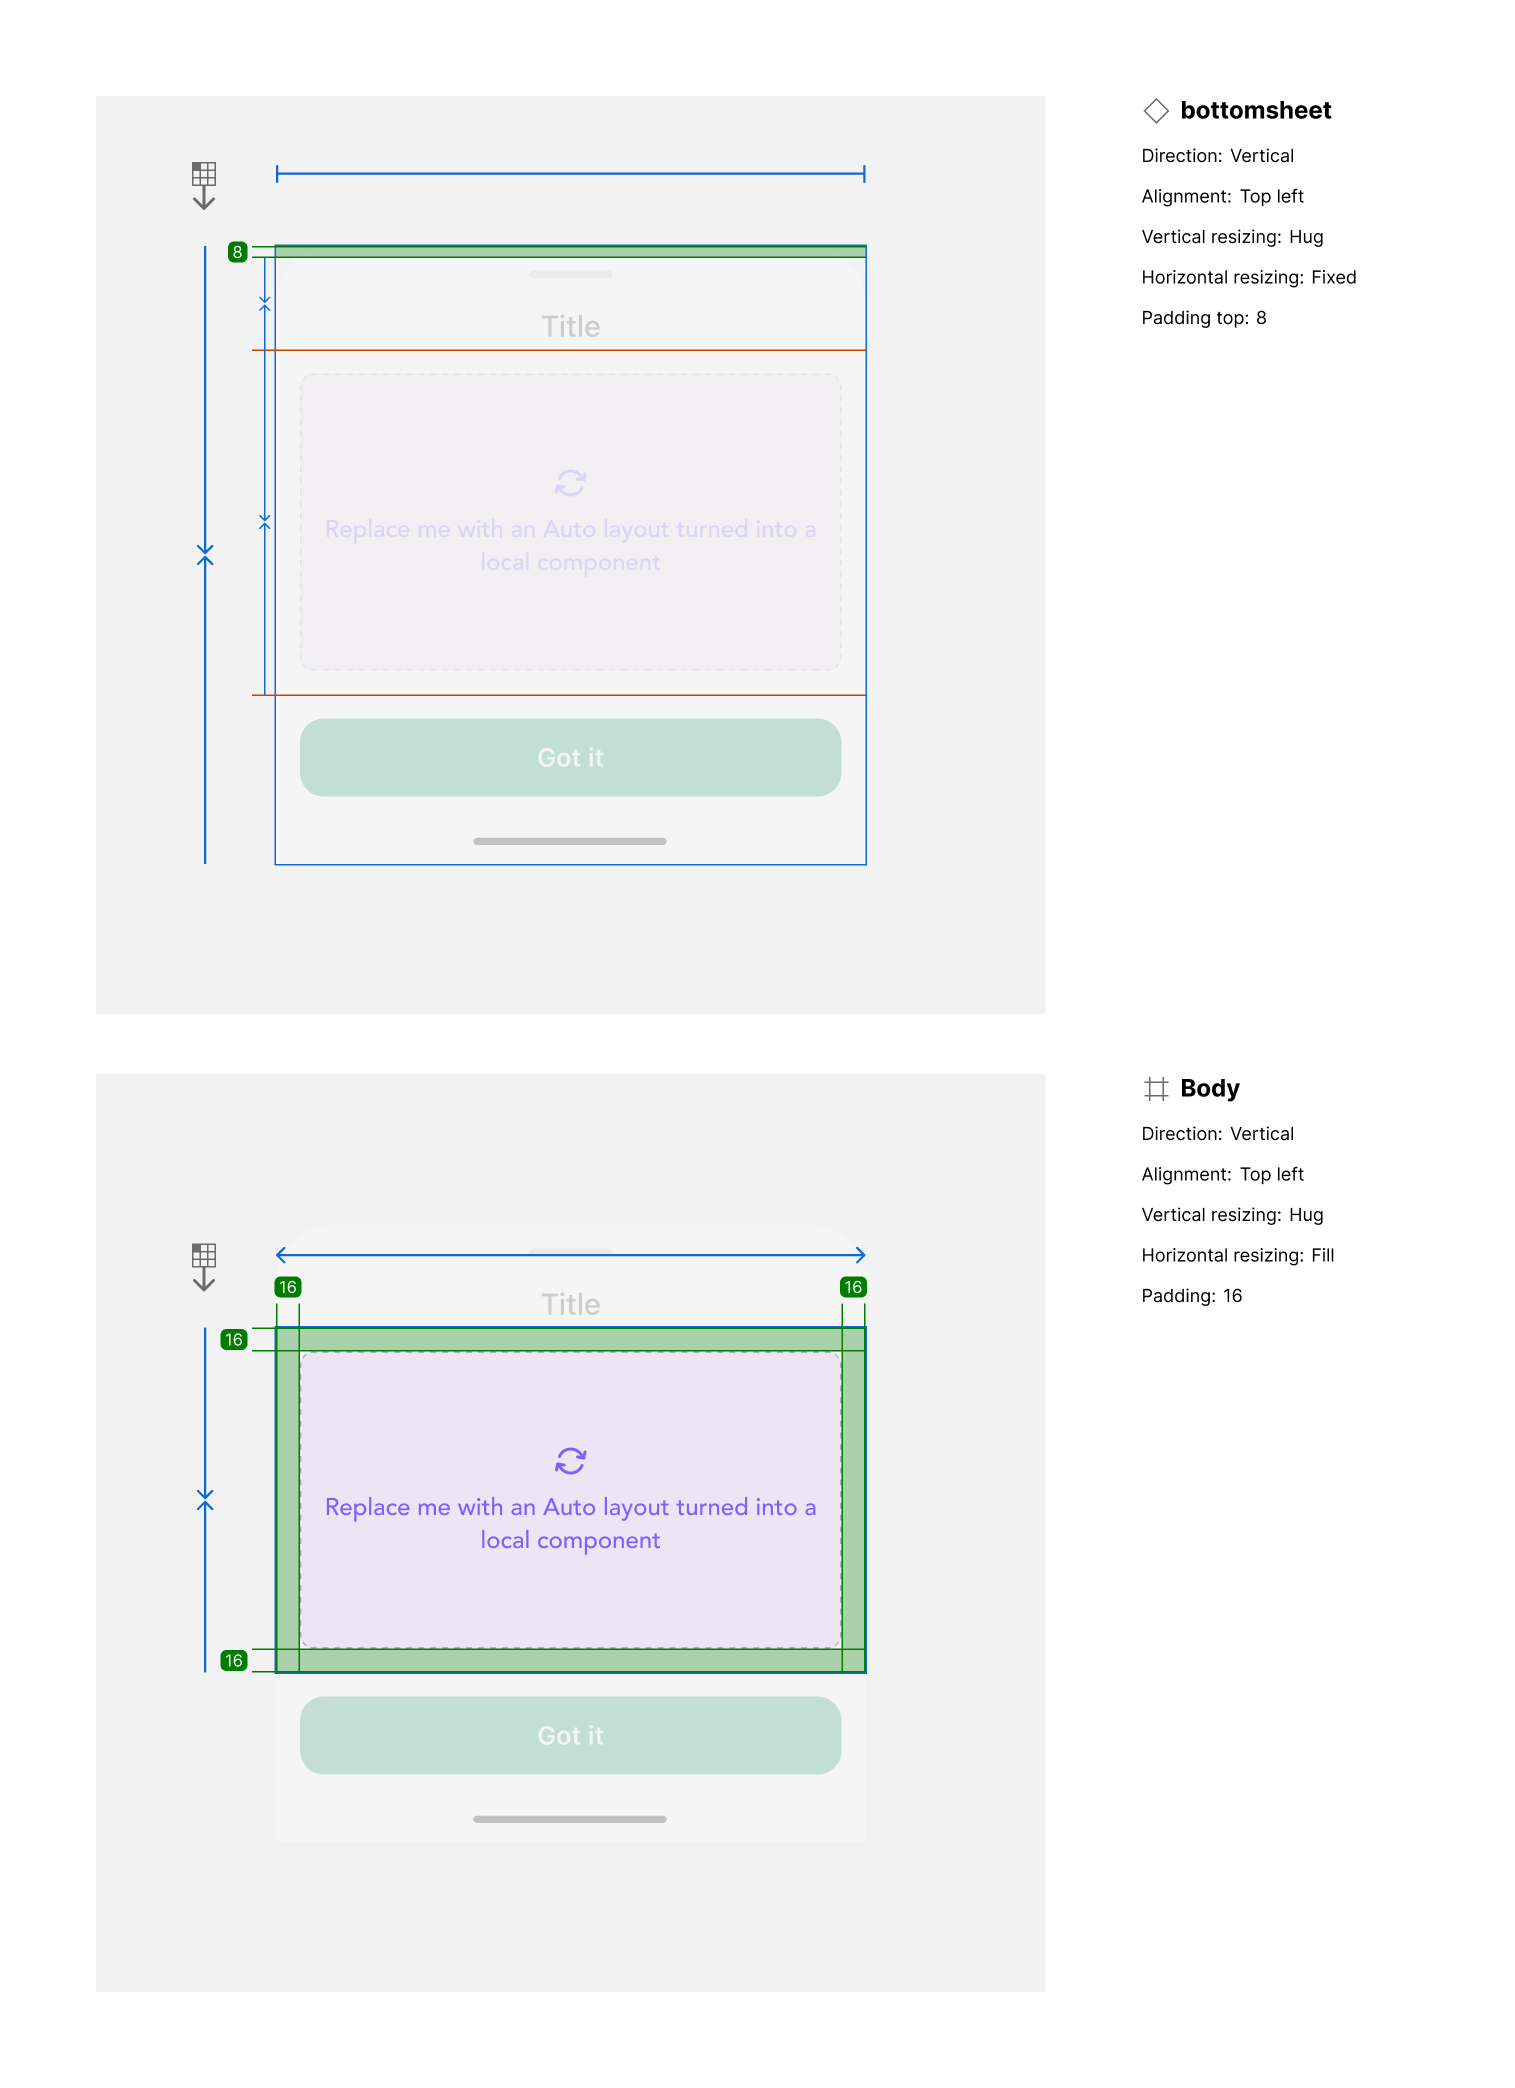 bottomsheet
Direction: Vertical
Alignment: Top left
Vertical resizing: Hug
Horizontal resizing: Fixed
Padding top: 8
8
Title
Replace me with an Auto layout turned into a
local component
Got it
Body
Direction: Vertical
Alignment: Top left
Vertical resizing: Hug
Horizontal resizing: Fill
Padding: 16
16
16
Title
16
Replace me with an Auto layout turned into a
local component
16
Got it